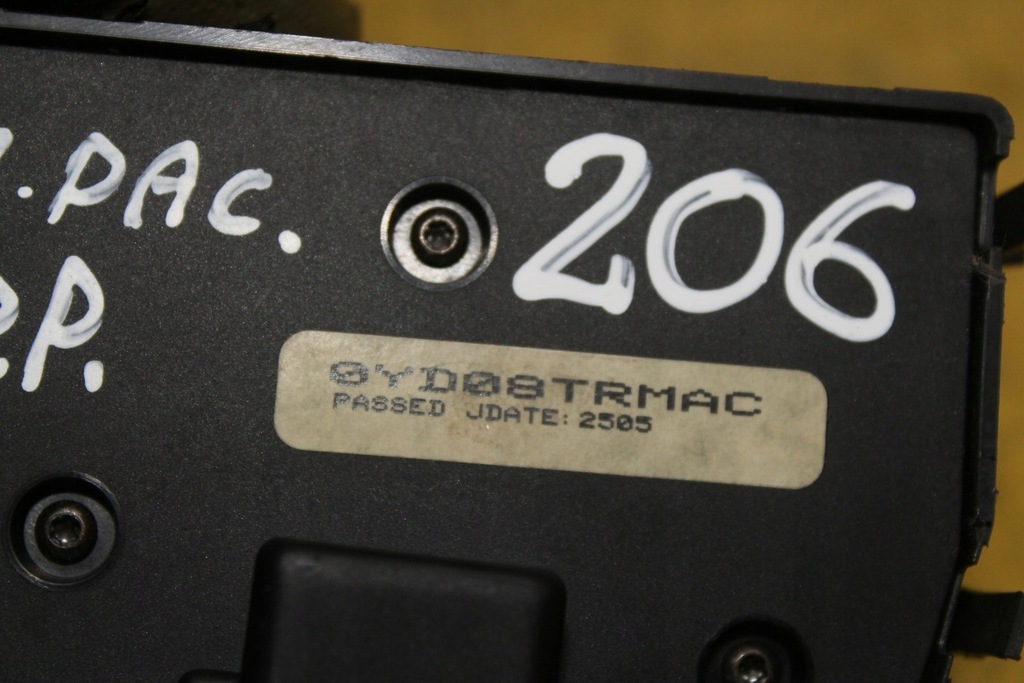 .PAC.
206
P.
0YD08TRMAC
PASSED JDATE: 2505